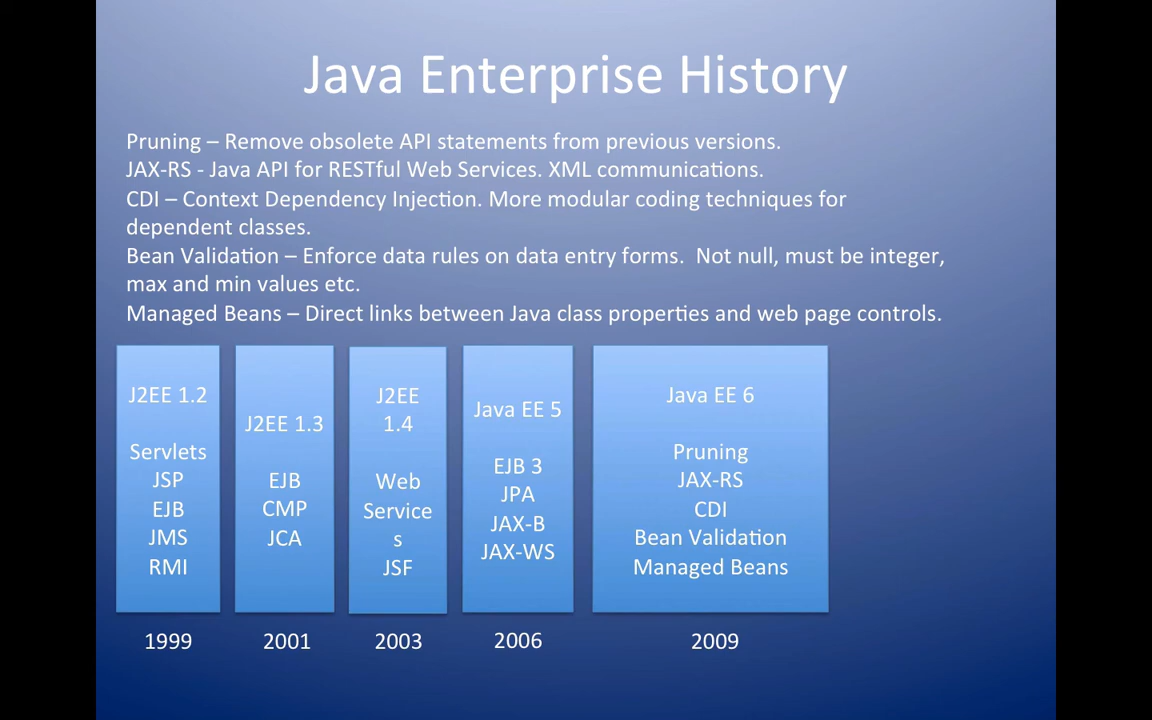 Java Enterprise History
Pruning – Remove obsolete API statements from previous versions.
JAX-RS - Java API for RESTful Web Services. XML communications.
CDI – Context Dependency Injection. More modular coding techniques for
dependent classes.
Bean Validation – Enforce data rules on data entry forms.  Not null, must be integer,
max and min values etc.
Managed Beans – Direct links between Java class properties and web page controls.
J2EE 1.2
Servlets
JSP
EJB
JMS
RMI
1999
J2EE 1.3
EJB
CMP
JCA
2001
J2EE
1.4
Web
Service
s
JSF
2003
Java EE 5
EJB 3
JPA
JAX-B
JAX-WS
2006
Java EE 6
Pruning
JAX-RS
CDI
Bean Validation
Managed Beans
2009